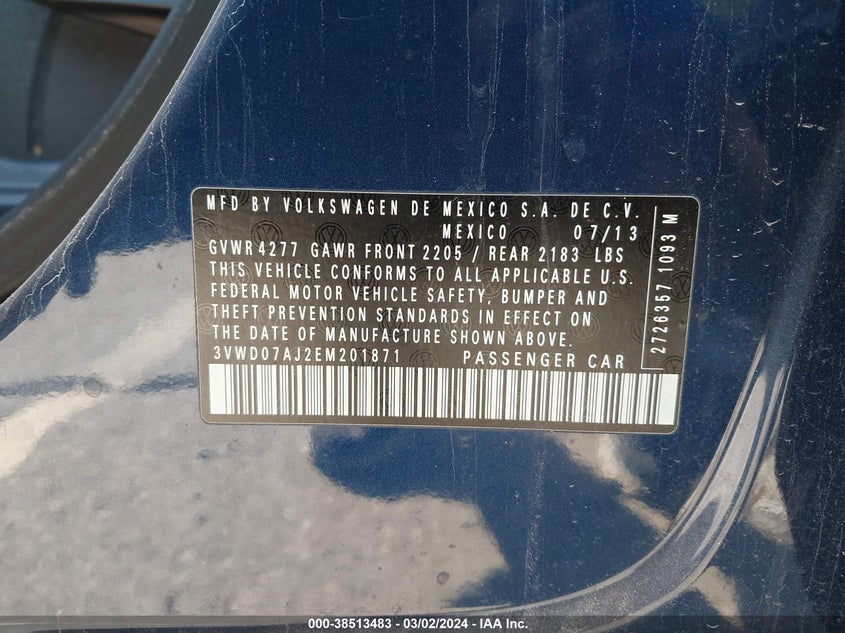 MFD BY VOLKSWAGEN DE MEXICO S.A. DE C.V.
MEXICO 07/13
GVWR 4277 GAWR FRONT 2205 / REAR 2183 LBS
THIS VEHICLE CONFORMS TO ALL APPLICABLE U.S.
FEDERAL MOTOR VEHICLE SAFETY, BUMPER AND
THEFT PREVENTION STANDARDS IN EFFECT ON
THE DATE OF MANUFACTURE SHOWN ABOVE.
3VWD07AJ2EM201871 PASSENGER CAR
2726357 1093 M
000-38513483 - 03/02/2024 - IAA Inc.